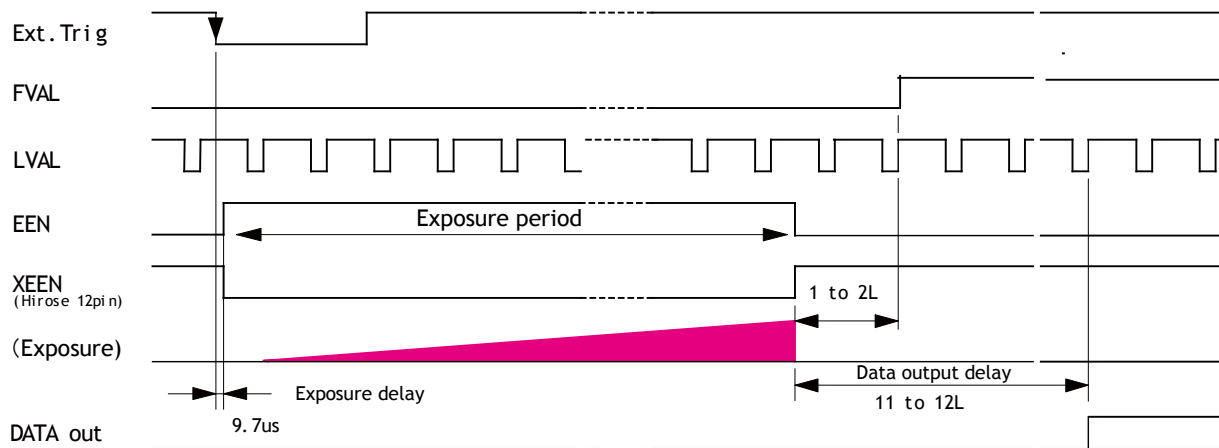 Ext.Trig
FVAL
LVAL
EEN
Exposure period
XEEN
(Hirose 12pin)
1 to 2L
(Exposure)
Exposure delay
Data output delay
9.7us
11 to 12L
DATA out